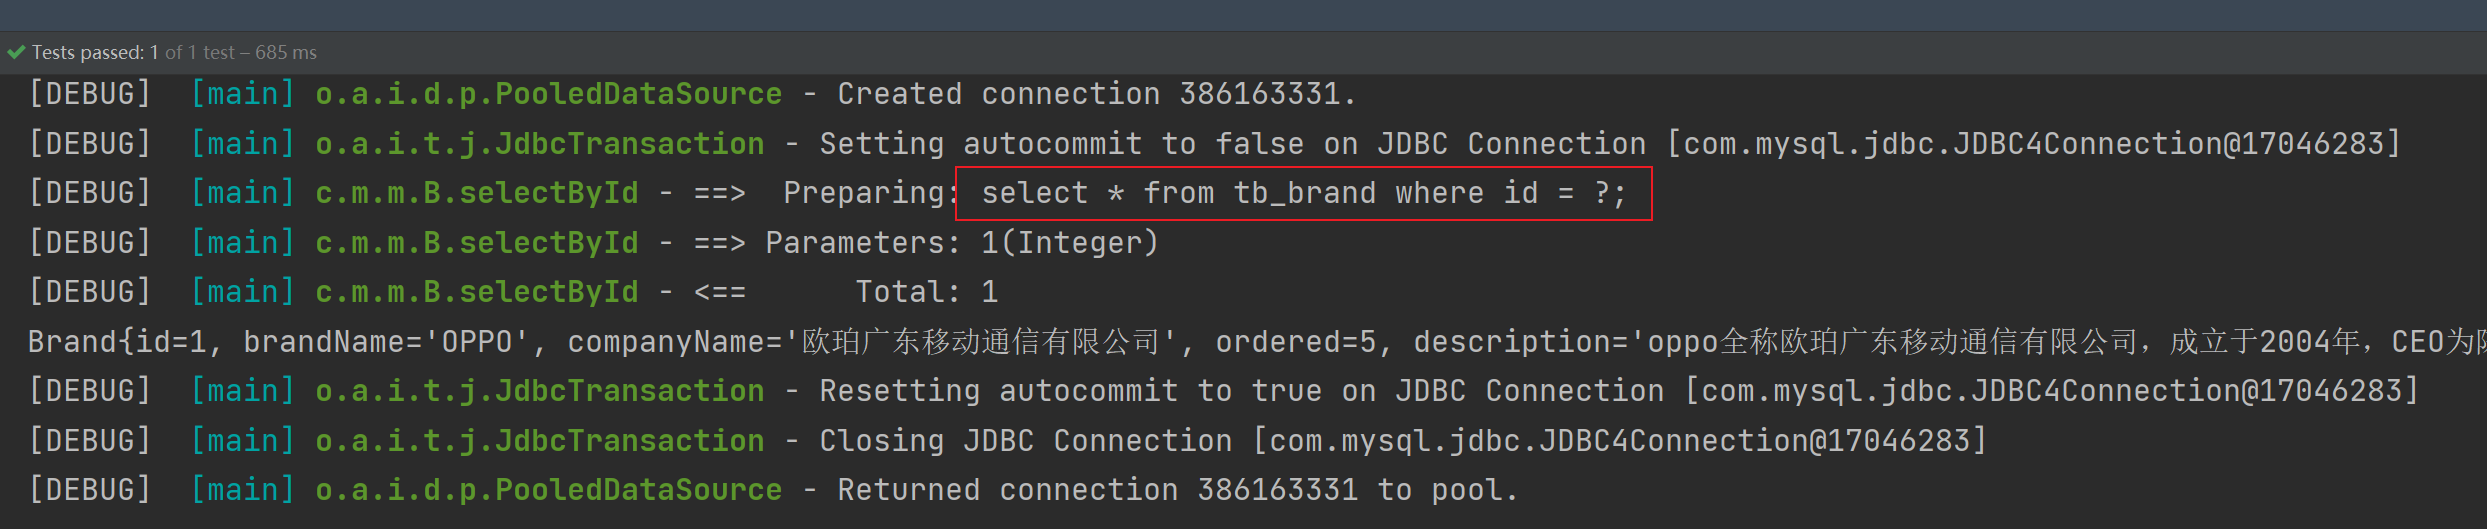 Tests passed: 1 of 1 test – 685 ms
[DEBUG] [main] o.a.i.d.p.PooledDataSource - Created connection 386163331.
[DEBUG] [main] o.a.i.t.j.JdbcTransaction - Setting autocommit to false on JDBC Connection [com.mysql.jdbc.JDBC4Connection@17046283]
[DEBUG] [main] c.m.m.B.selectById - ==> Preparing: select * from tb_brand where id = ?;
[DEBUG] [main] c.m.m.B.selectById - ==> Parameters: 1(Integer)
[DEBUG] [main] c.m.m.B.selectById - <== Total: 1
Brand{id=1, brandName='OPPO', companyName='欧珀广东移动通信有限公司', ordered=5, description='oppo全称欧珀广东移动通信有限公司，成立于2004年，CEO为
[DEBUG] [main] o.a.i.t.j.JdbcTransaction - Resetting autocommit to true on JDBC Connection [com.mysql.jdbc.JDBC4Connection@17046283]
[DEBUG] [main] o.a.i.t.j.JdbcTransaction - Closing JDBC Connection [com.mysql.jdbc.JDBC4Connection@17046283]
[DEBUG] [main] o.a.i.d.p.PooledDataSource - Returned connection 386163331 to pool.